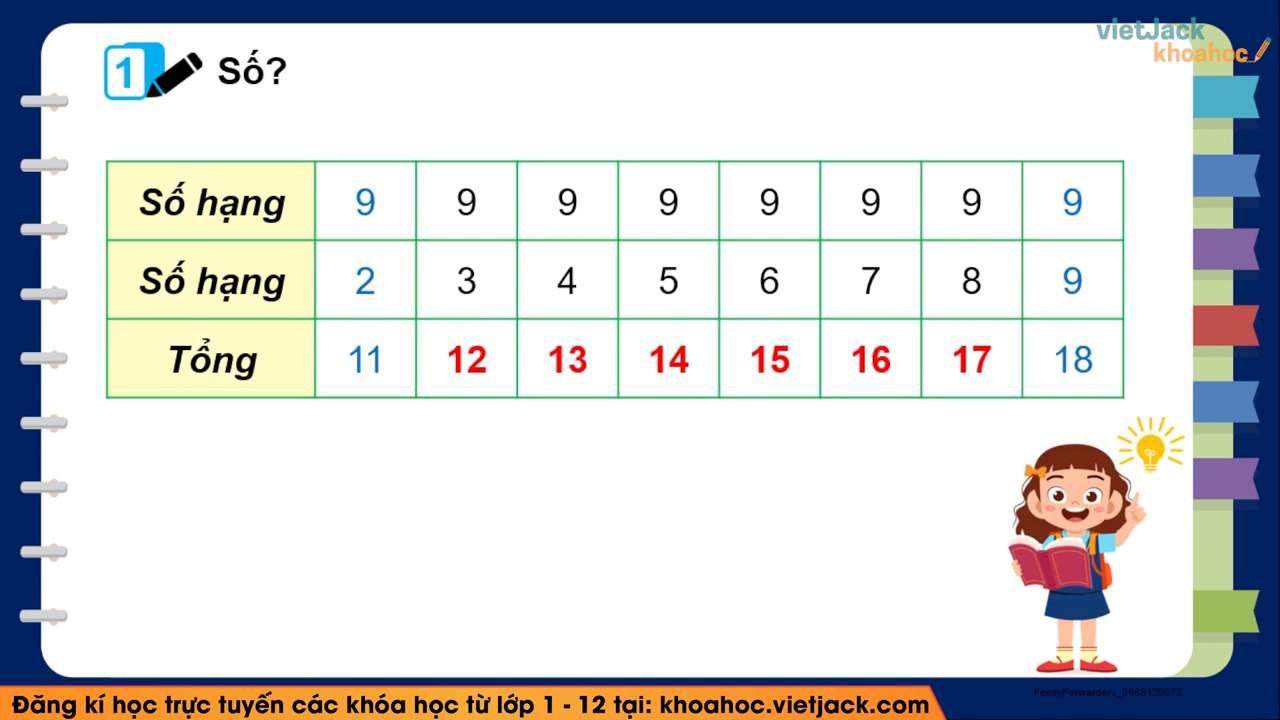 vietJack
khoahoc
1 Số?
Số hạng 9 9 9 9 9 9 9 9
Số hạng 2 3 4 5 6 7 8 9
Tổng 11 12 13 14 15 16 17 18
FeistyForwarders_0968120672
Đăng kí học trực tuyến các khóa học từ lớp 1 - 12 tại: khoahoc.vietjack.com